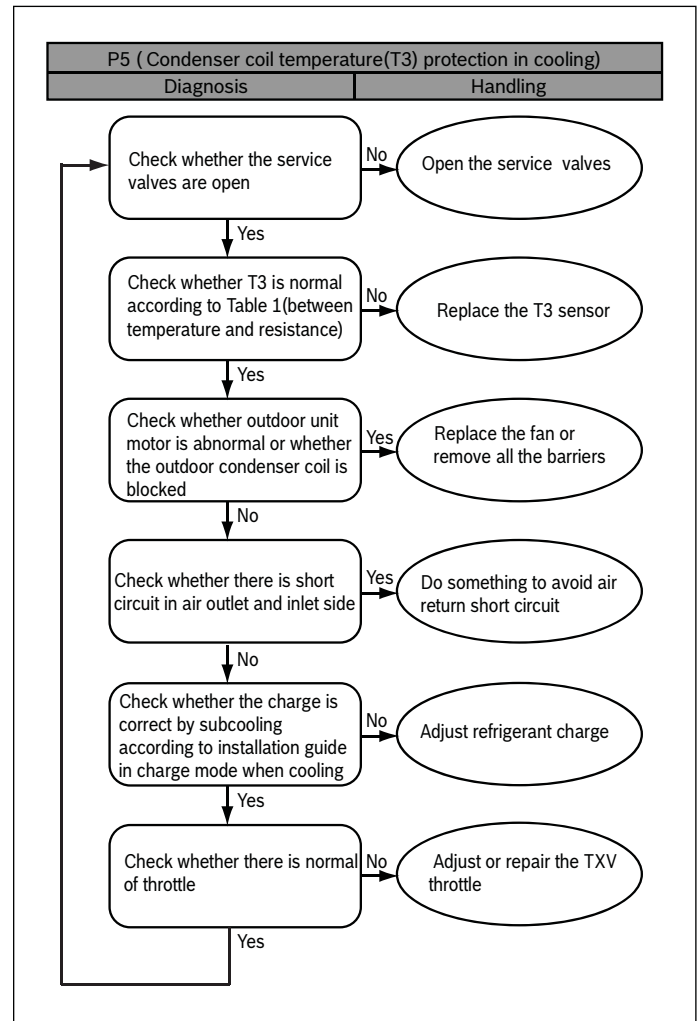 P5 ( Condenser coil temperature(T3) protection in cooling)
Diagnosis
Handling
Check whether the service
valves are open
No
Open the service valves
Yes
Check whether T3 is normal
according to Table 1(between
temperature and resistance)
No
Replace the T3 sensor
Yes
Check whether outdoor unit
motor is abnormal or whether
the outdoor condenser coil is
blocked
Yes
Replace the fan or
remove all the barriers
No
Check whether there is short
circuit in air outlet and inlet side
Yes
Do something to avoid air
return short circuit
No
Check whether the charge is
correct by subcooling
according to installation guide
in charge mode when cooling
No
Adjust refrigerant charge
Yes
Check whether there is normal
of throttle
No
Adjust or repair the TXV
throttle
Yes